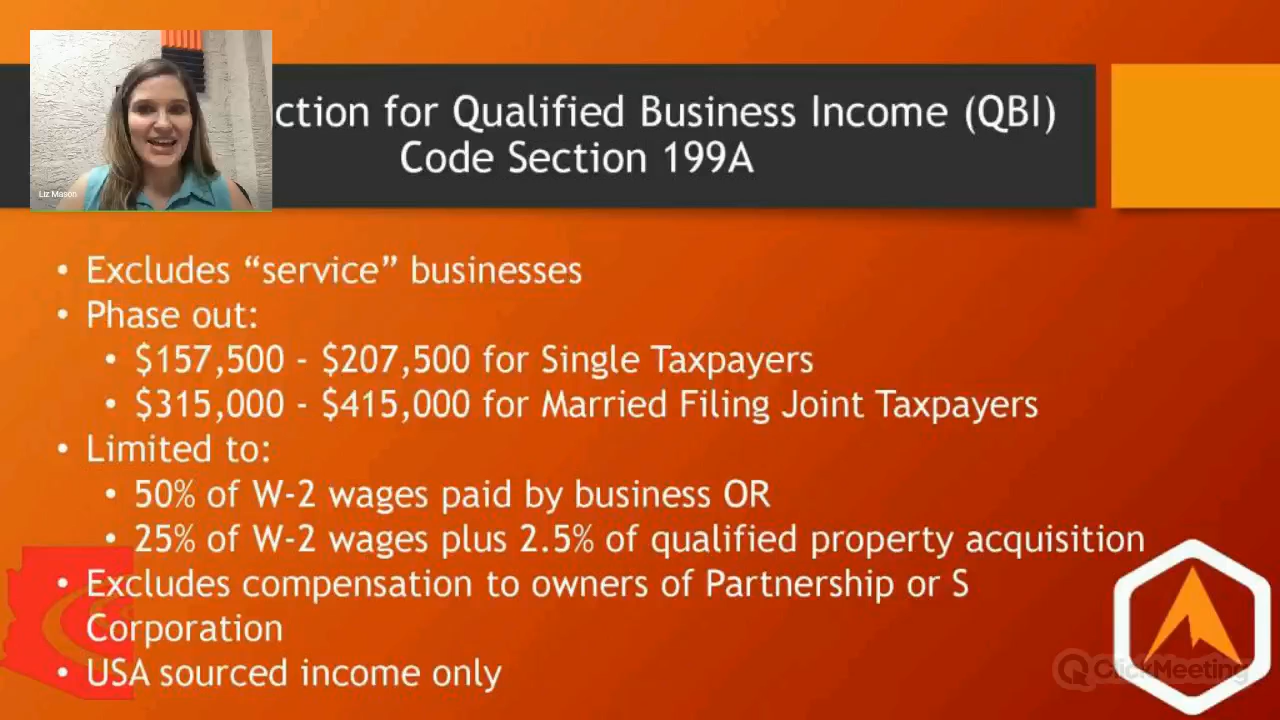 ction for Qualified Business Income (QBI)
Code Section 199A
Liz Mason
• Excludes “service” businesses
• Phase out:
• $157,500 - $207,500 for Single Taxpayers
• $315,000 - $415,000 for Married Filing Joint Taxpayers
• Limited to:
• 50% of W-2 wages paid by business OR
• 25% of W-2 wages plus 2.5% of qualified property acquisition
• Excludes compensation to owners of Partnership or S
Corporation
• USA sourced income only
ClickMeeting